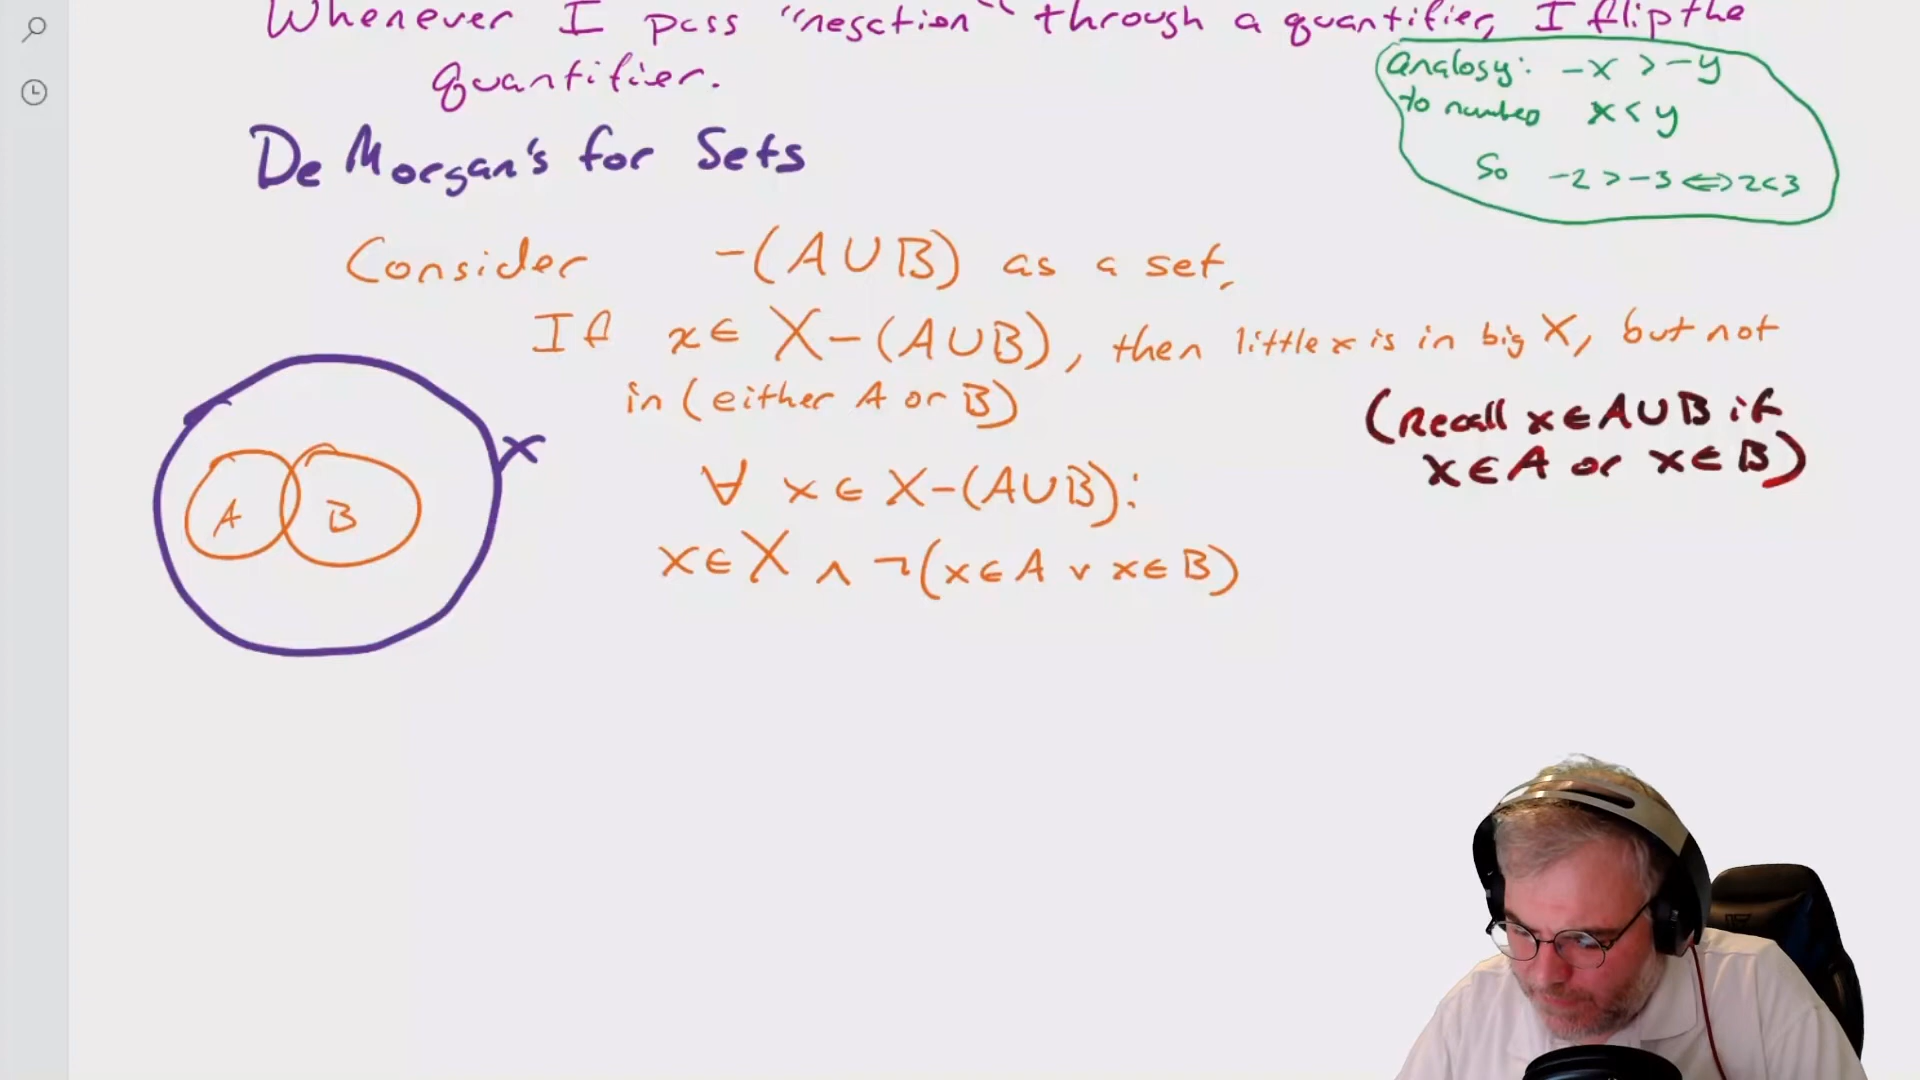 Whenever I pass "negation" through a quantifier, I flip the
quantifier.
analogy: -x > -y
to numbers x < y
So -2 > -3 ⟺ 2 < 3
De Morgan's for Sets
Consider -(A∪B) as a set.
If x ∈ X-(A∪B), then little x is in big X, but not
in (either A or B)
(Recall x ∈ A∪B if
x ∈ A or x ∈ B)
∀ x ∈ X-(A∪B):
x ∈ X ∧ ¬(x ∈ A ∨ x ∈ B)
X
A B